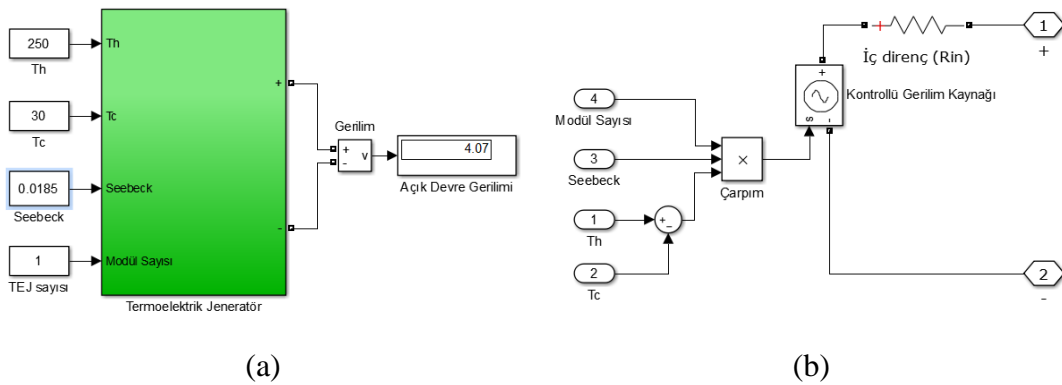 250
Th
30
Tc
0.0185
Seebeck
1
TEJ sayısı
Th
Tc
Seebeck
Modül Sayısı
+
-
Termoelektrik Jeneratör
Gerilim
+
-
v
4.07
Açık Devre Gerilimi
(a)
4
Modül Sayısı
3
Seebeck
1
Th
2
Tc
+
-
×
Çarpım
+
İç direnç (Rin)
+
s
-
Kontrollü Gerilim Kaynağı
1
+
2
-
(b)